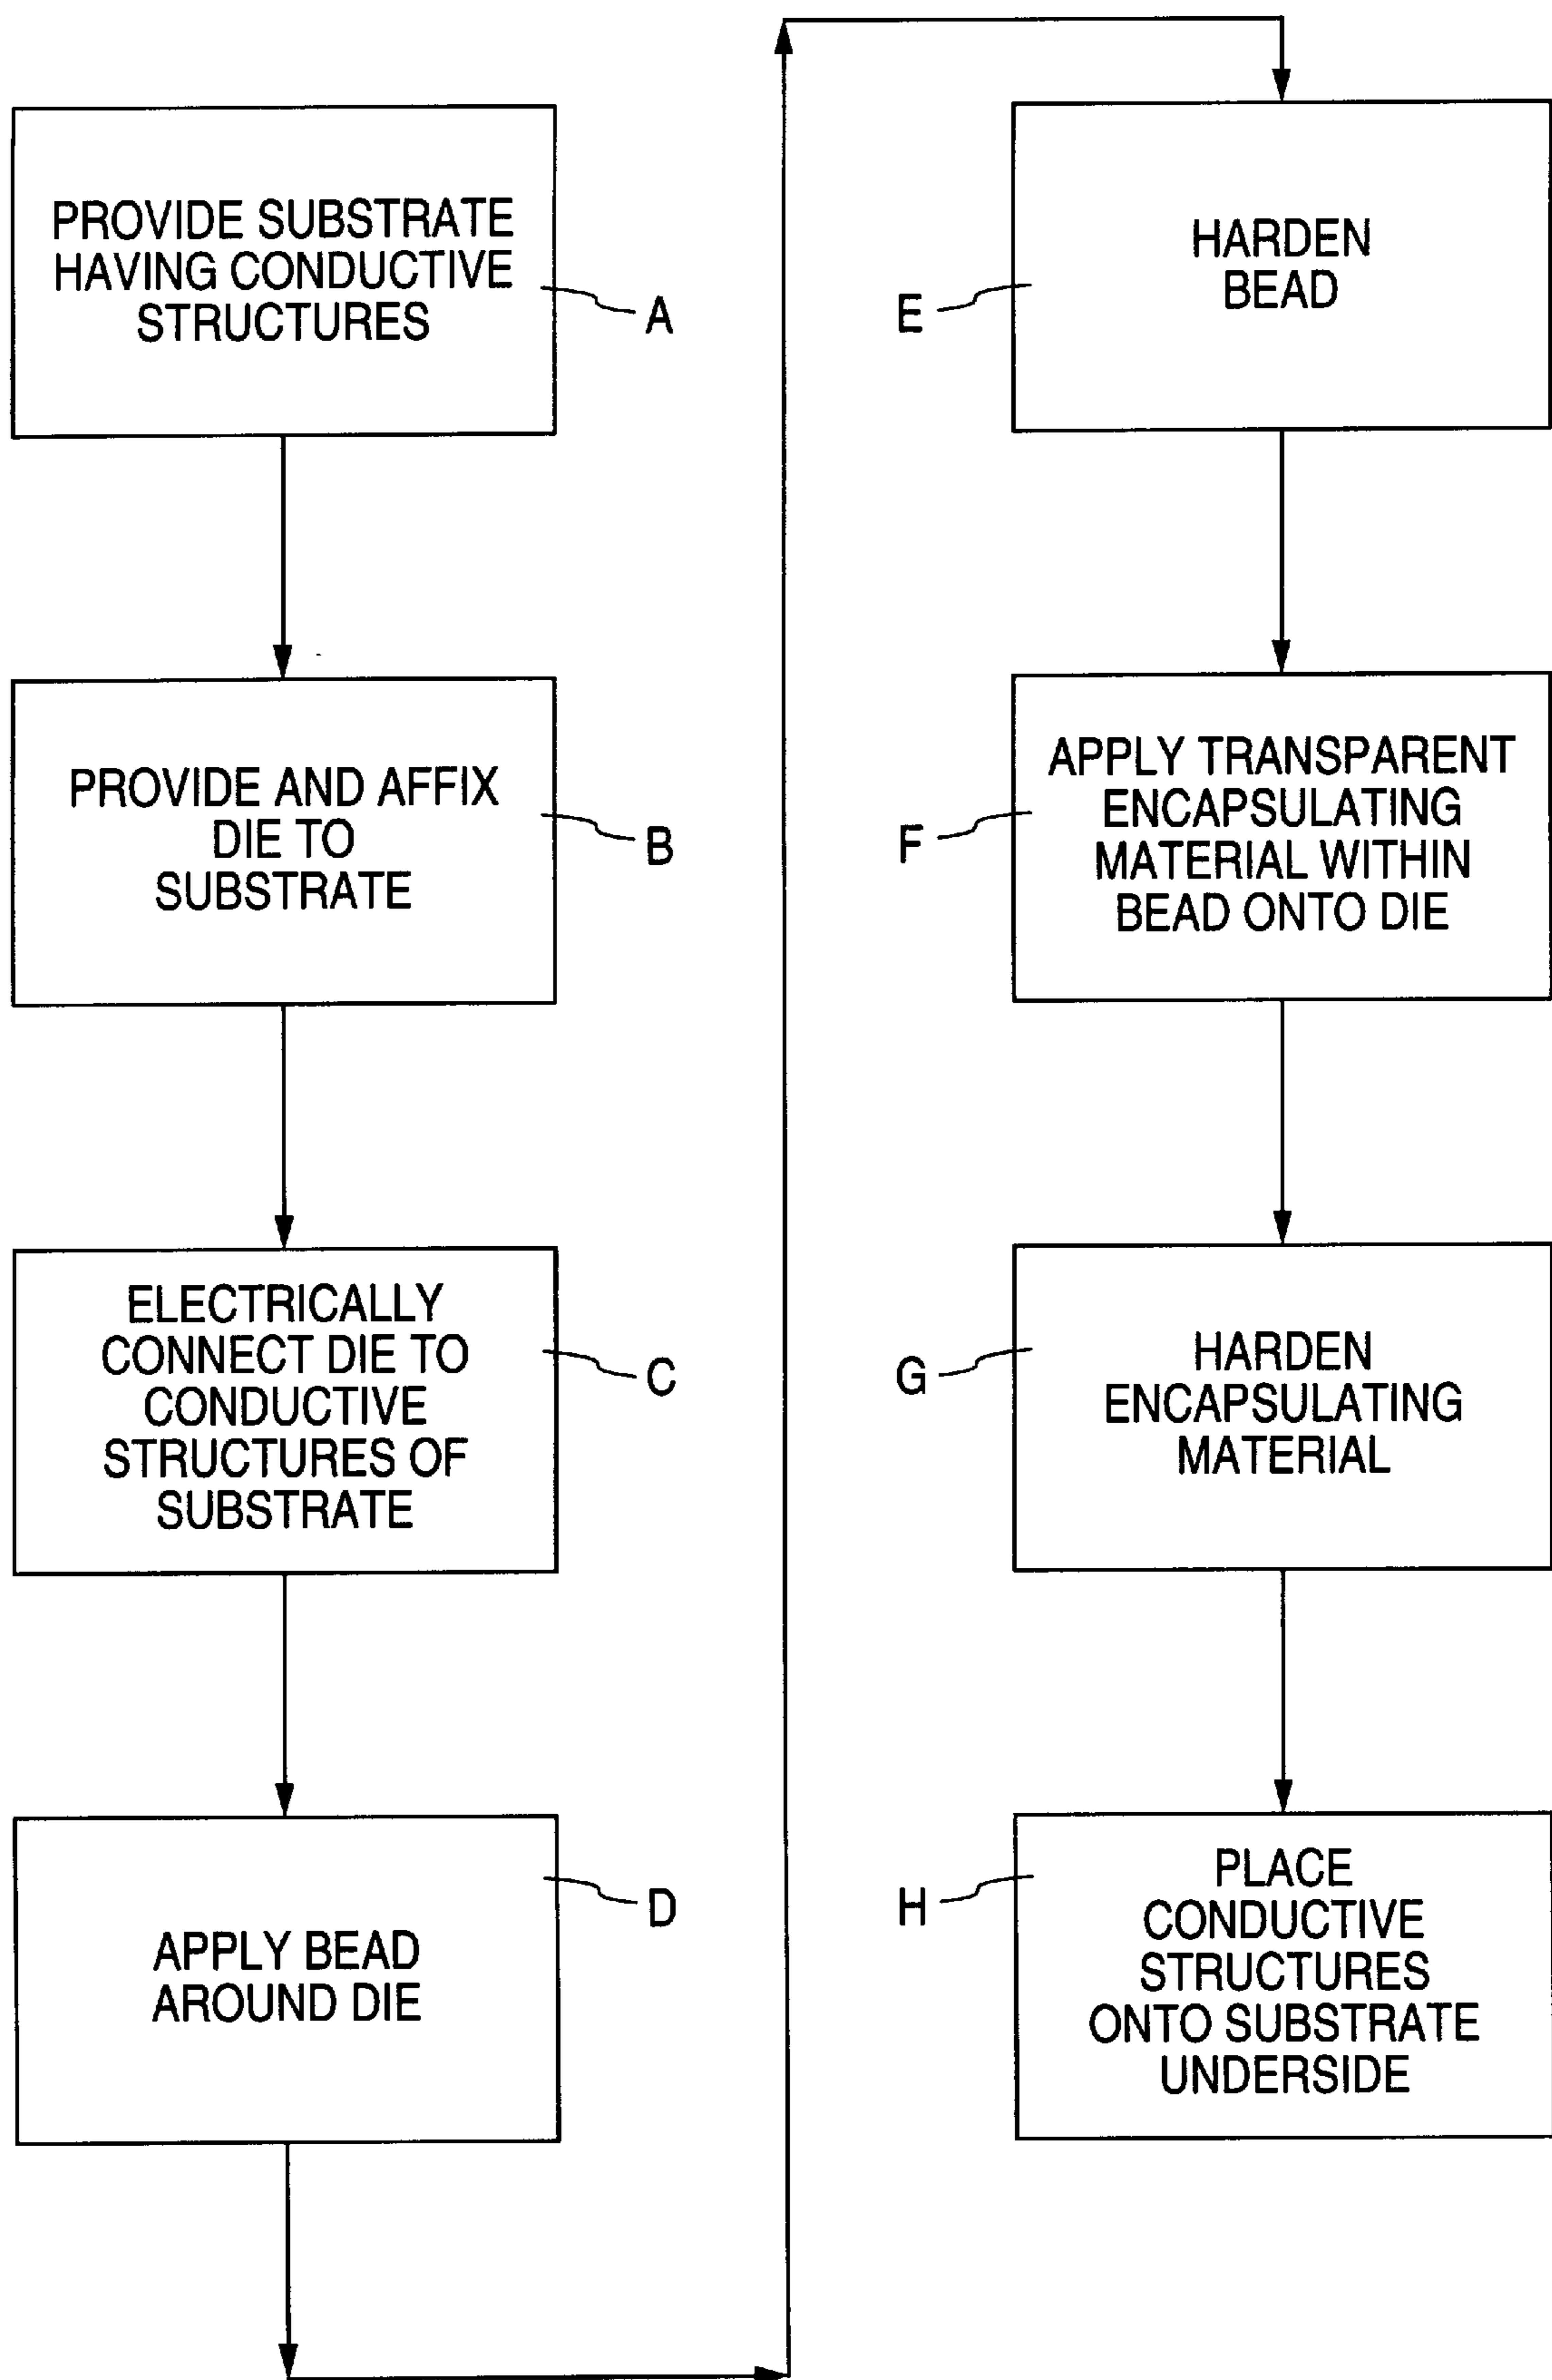 PROVIDE SUBSTRATE
HAVING CONDUCTIVE
STRUCTURES
A
PROVIDE AND AFFIX
DIE TO
SUBSTRATE
B
ELECTRICALLY
CONNECT DIE TO
CONDUCTIVE
STRUCTURES OF
SUBSTRATE
C
APPLY BEAD
AROUND DIE
D
HARDEN
BEAD
E
APPLY TRANSPARENT
ENCAPSULATING
MATERIAL WITHIN
BEAD ONTO DIE
F
HARDEN
ENCAPSULATING
MATERIAL
G
PLACE
CONDUCTIVE
STRUCTURES
ONTO SUBSTRATE
UNDERSIDE
H